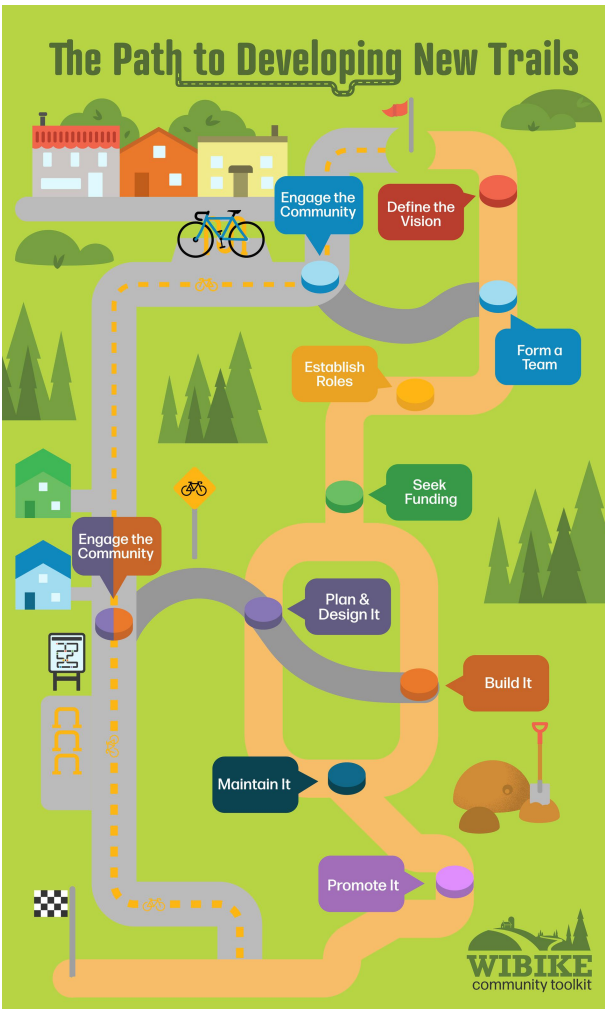 The Path to Developing New Trails
Engage the
Community
Define the
Vision
Form a
Team
Establish
Roles
Seek
Funding
Engage the
Community
Plan &
Design It
Build It
Maintain It
Promote It
WIBIKE
community toolkit